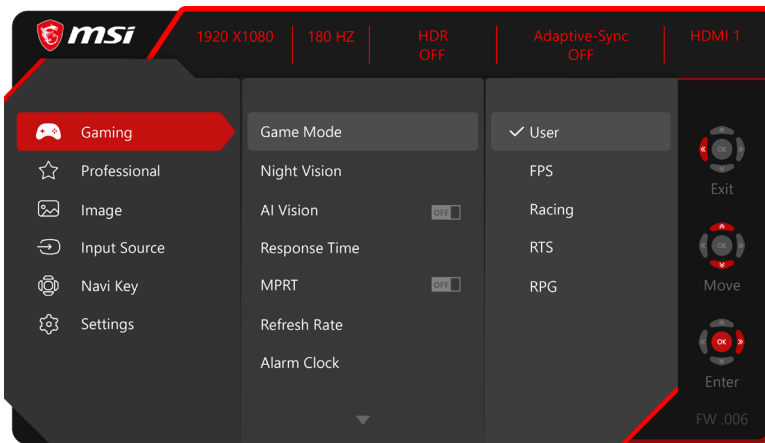 msi
1920 X1080
180 HZ
HDR
OFF
Adaptive-Sync
OFF
HDMI 1
Gaming
Professional
Image
Input Source
Navi Key
Settings
Game Mode
Night Vision
AI Vision
OFF
Response Time
MPRT
OFF
Refresh Rate
Alarm Clock
User
FPS
Racing
RTS
RPG
OK
Exit
OK
Move
OK
Enter
FW .006